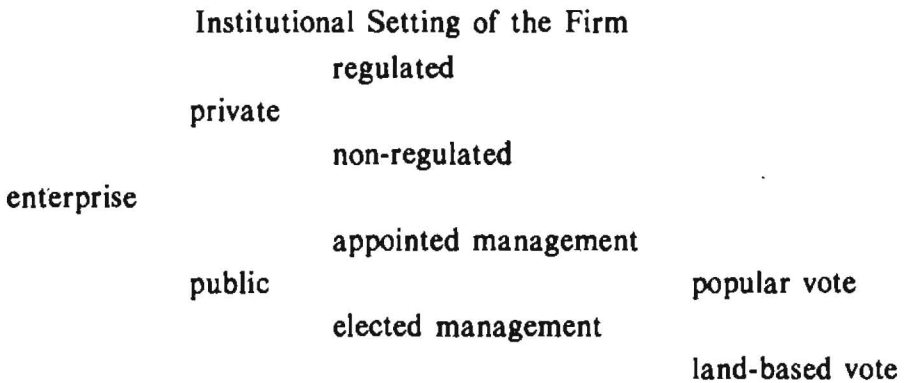 Institutional Setting of the Firm
regulated
private
non-regulated
enterprise
appointed management
public
popular vote
elected management
land-based vote